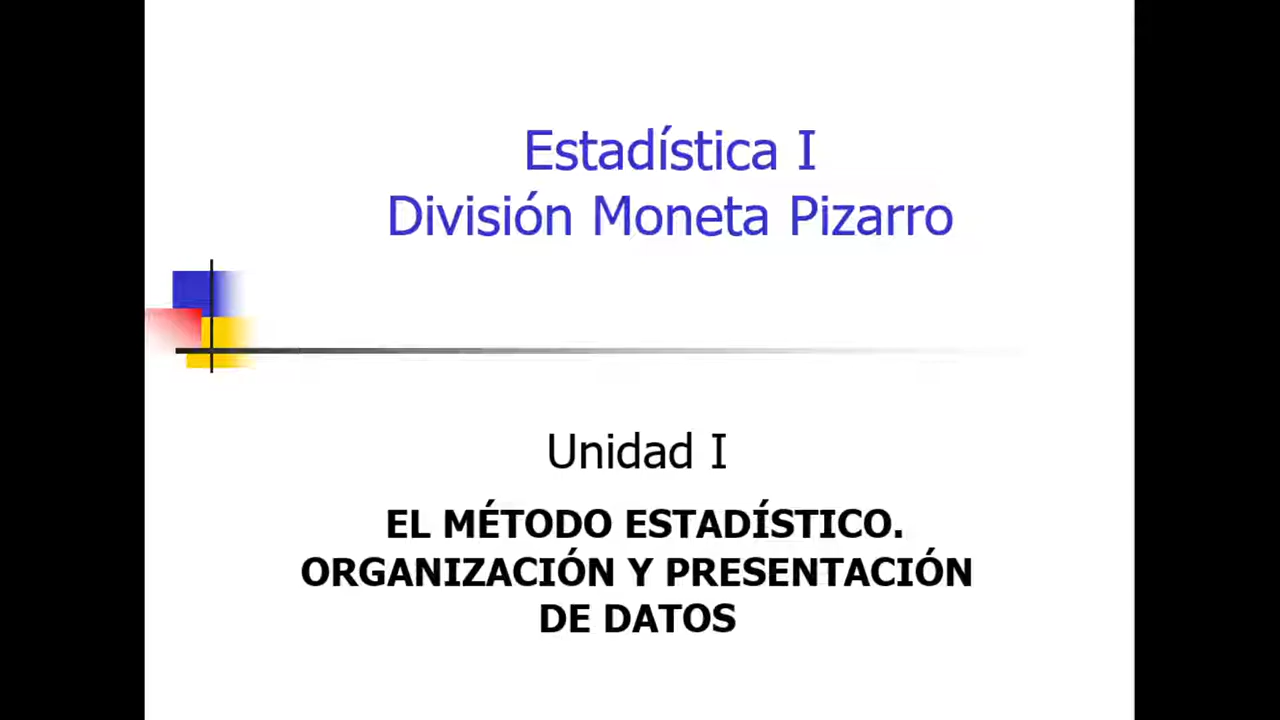 Estadística I
División Moneta Pizarro
Unidad I
EL MÉTODO ESTADÍSTICO.
ORGANIZACIÓN Y PRESENTACIÓN
DE DATOS